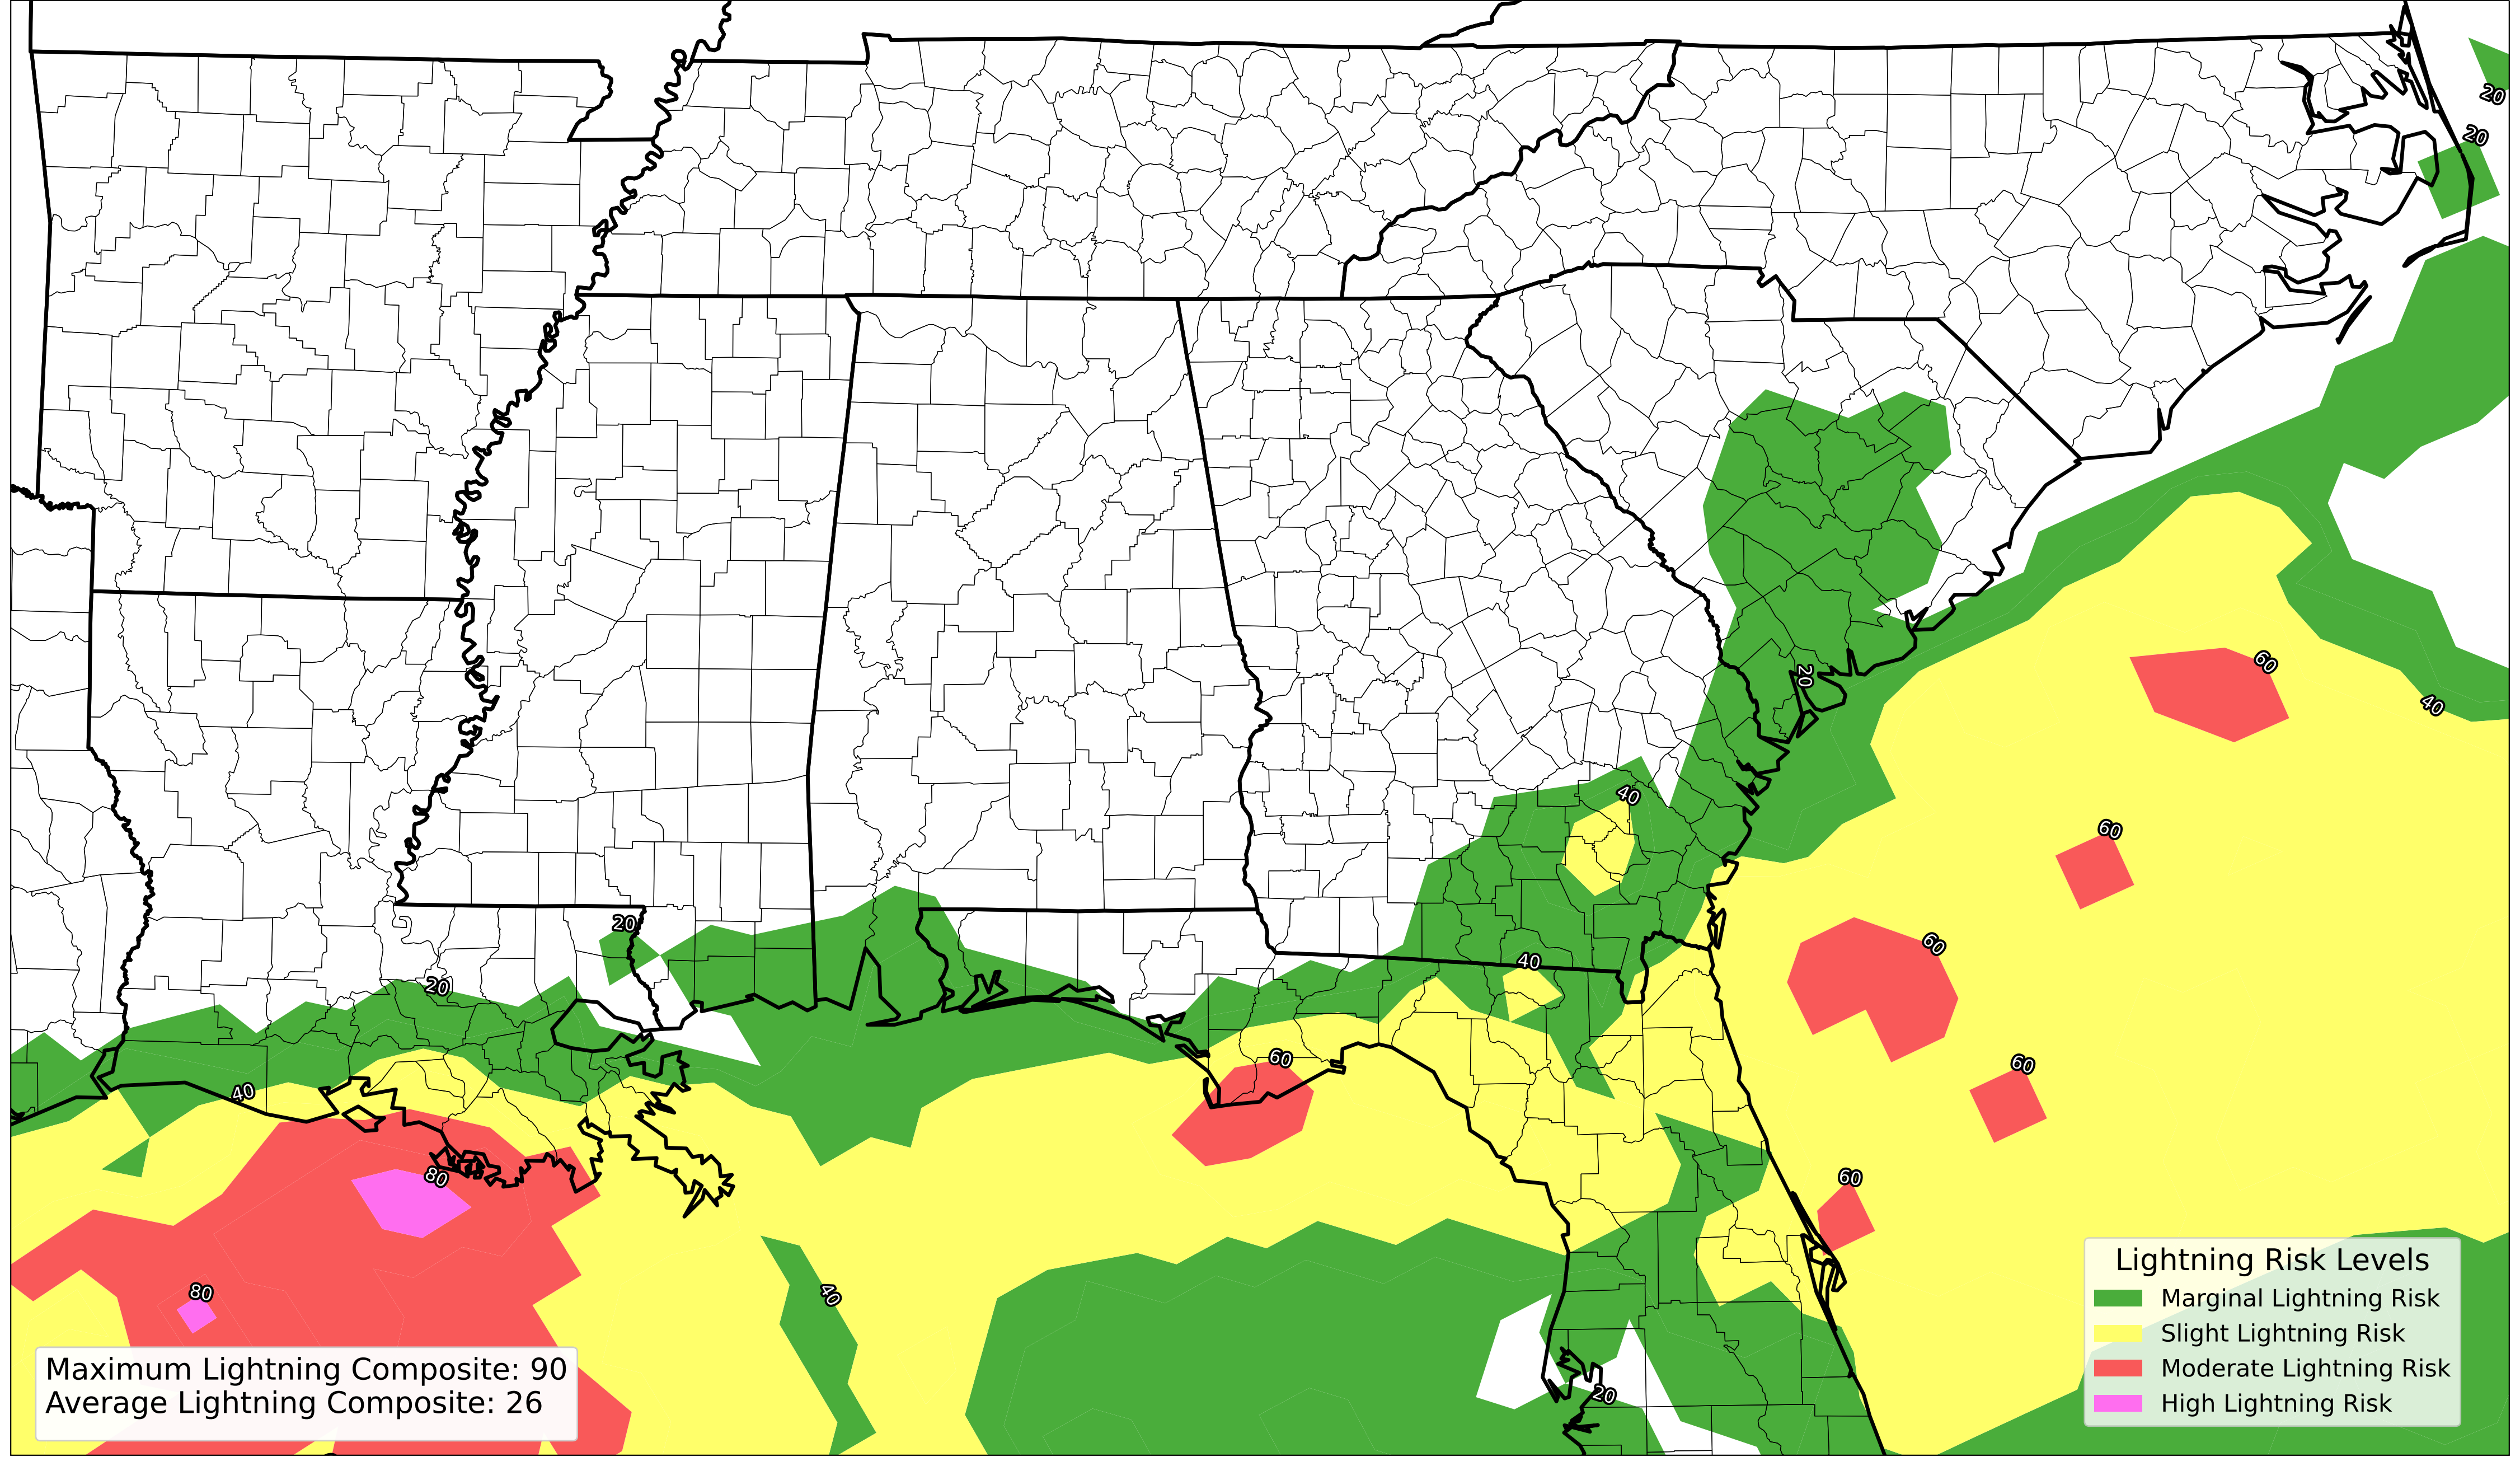 20
20
60
40
20
40
60
20
40
60
20
60
40
60
60
80
80
40
20
Lightning Risk Levels
Marginal Lightning Risk
Slight Lightning Risk
Moderate Lightning Risk
High Lightning Risk
Maximum Lightning Composite: 90
Average Lightning Composite: 26